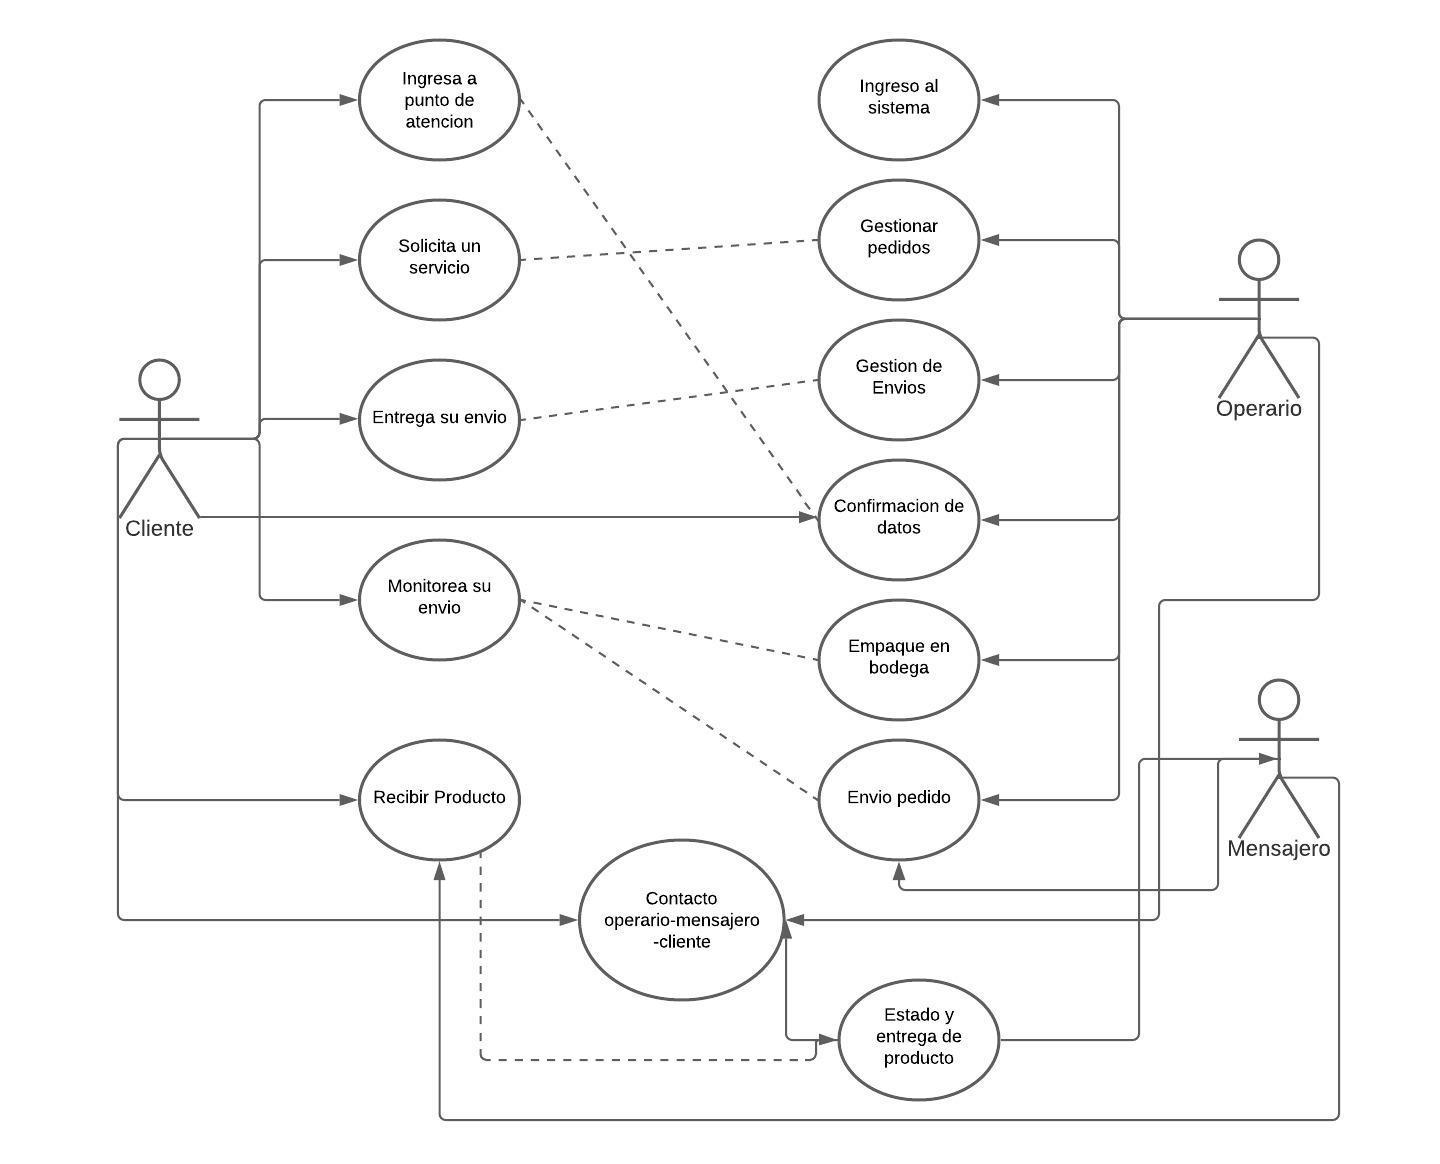 Ingresa a
punto de
atencion
Ingreso al
sistema
Solicita un
servicio
Gestionar
pedidos
Entrega su envio
Gestion de
Envios
Operario
Cliente
Confirmacion de
datos
Monitorea su
envio
Empaque en
bodega
Recibir Producto
Envio pedido
Mensajero
Contacto
operario-mensajero
-cliente
Estado y
entrega de
producto